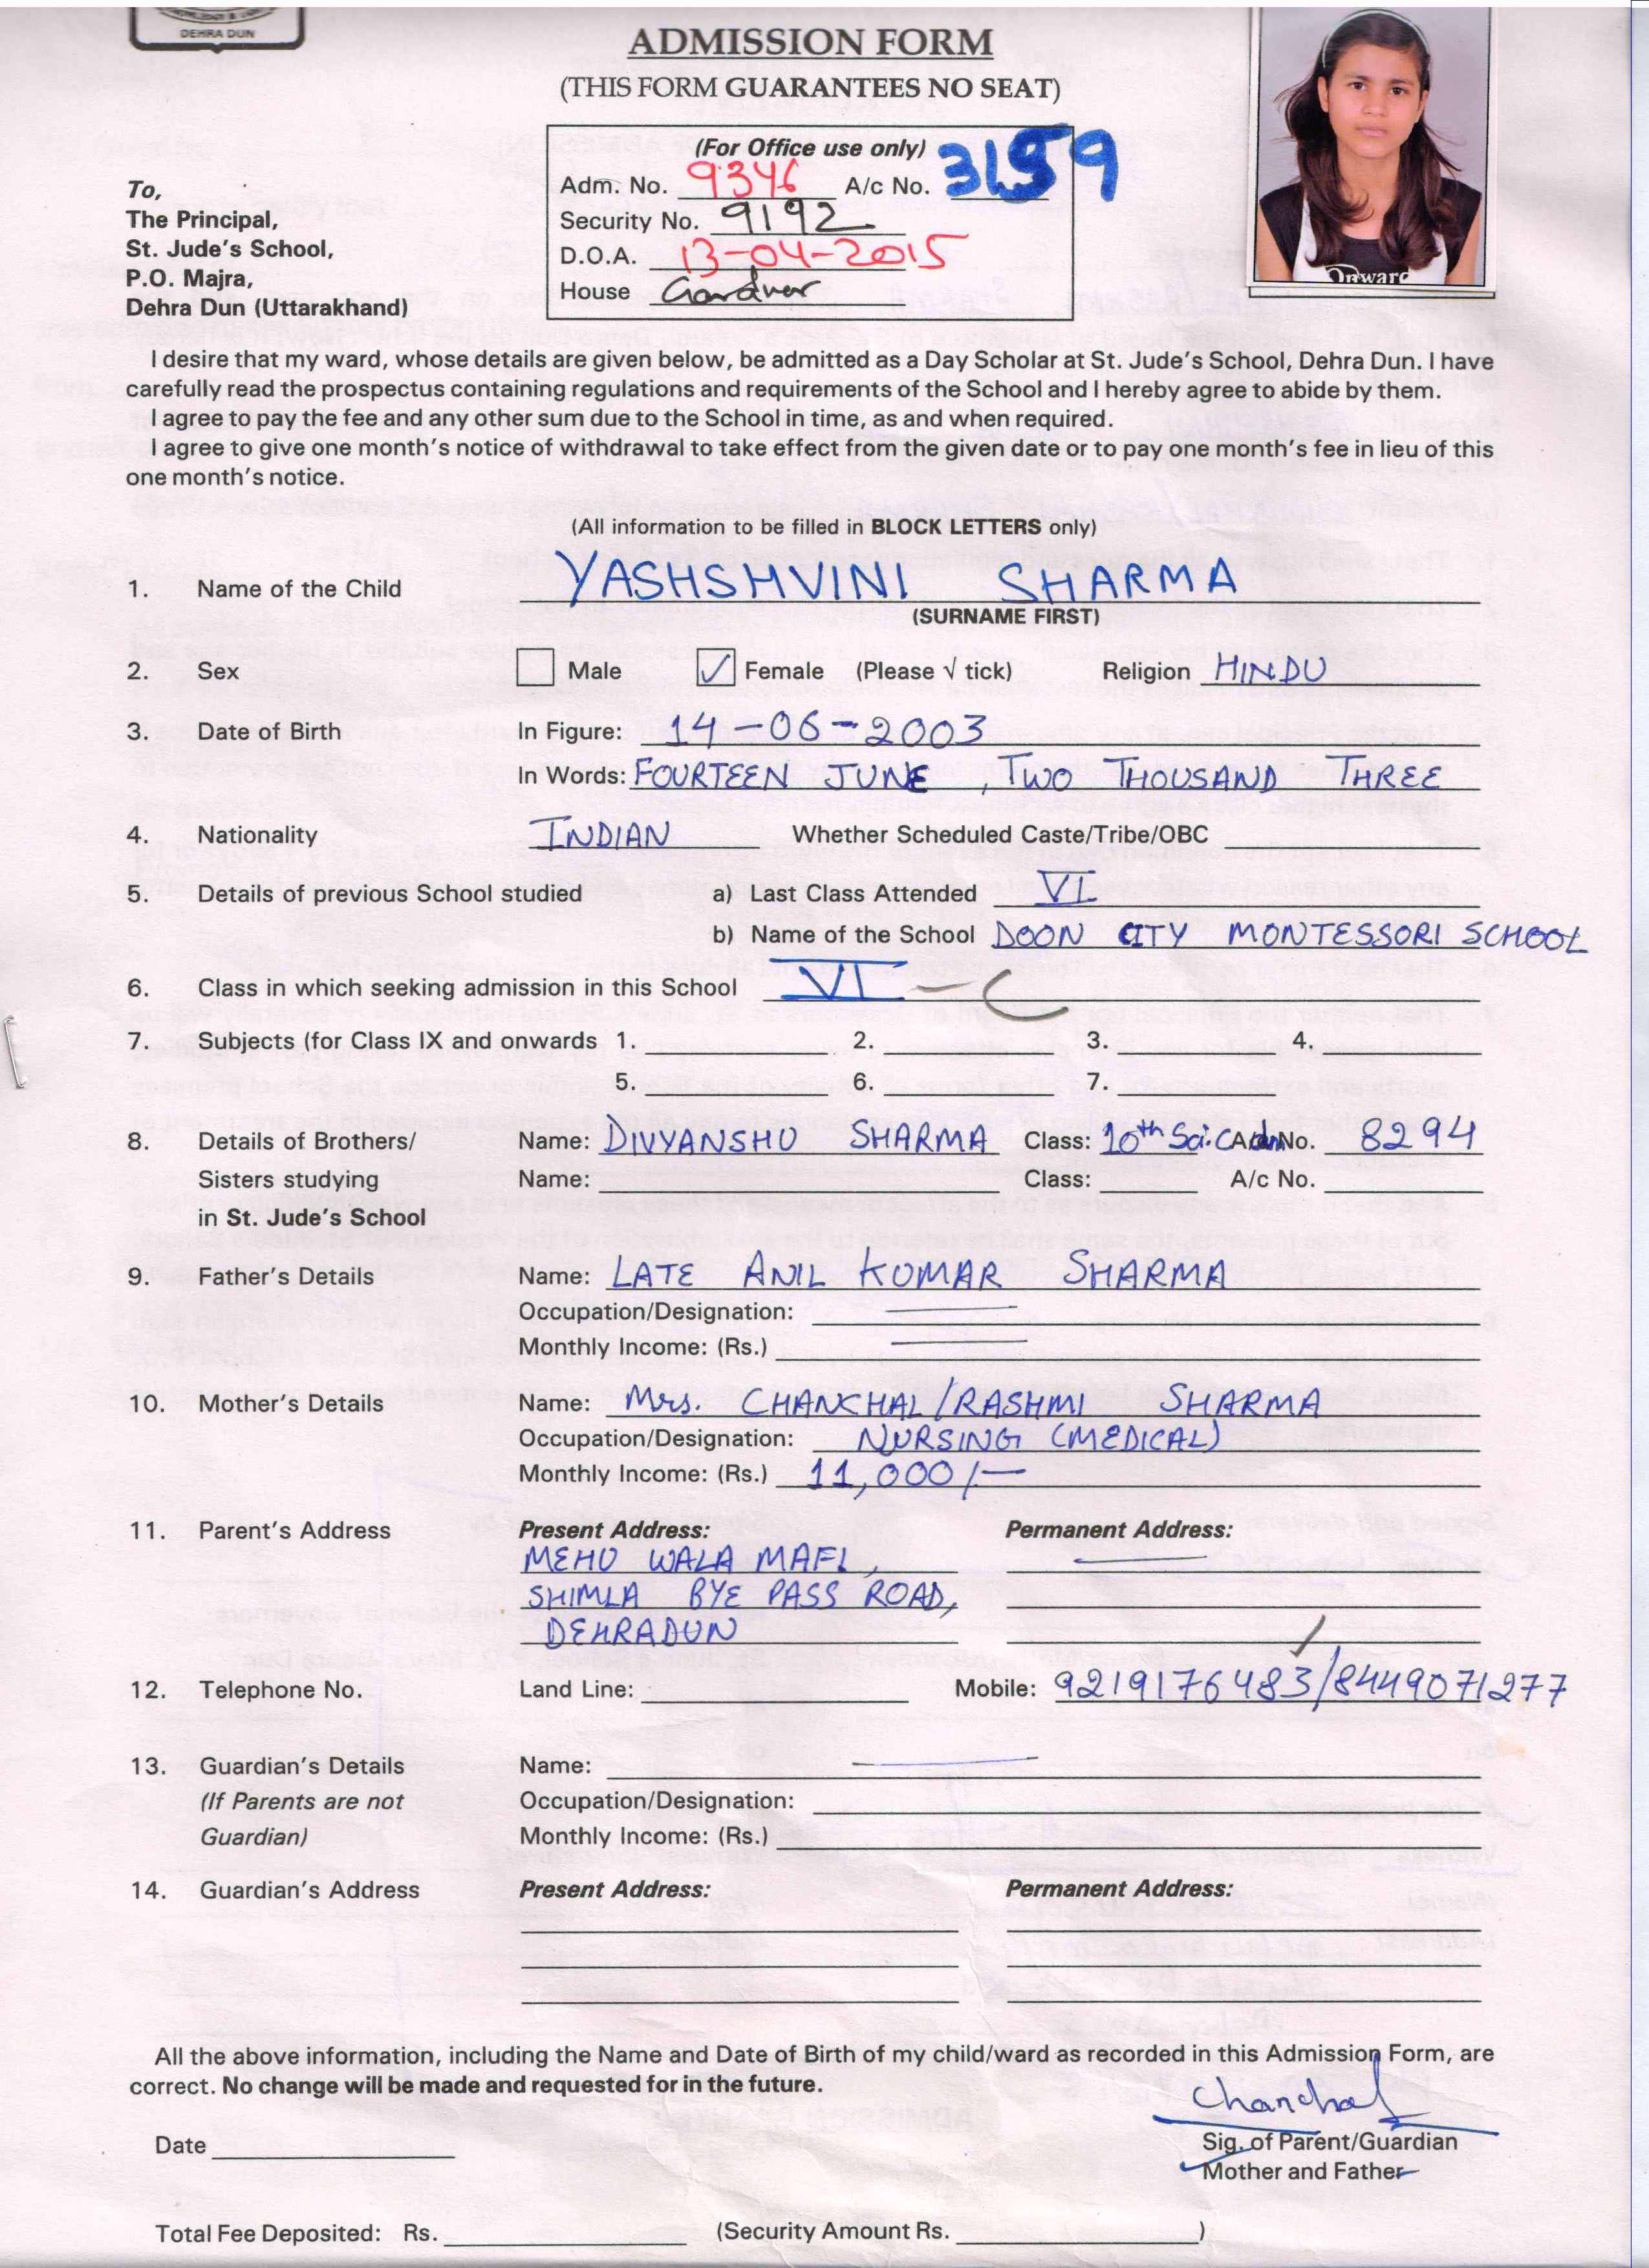 DEHRA DUN
ADMISSION FORM
(THIS FORM GUARANTEES NO SEAT)
(For Office use only)
Adm. No. 9346 A/c No. 3159
Security No. 9192
D.O.A. 13-04-2015
House Gardner
To,
The Principal,
St. Jude's School,
P.O. Majra,
Dehra Dun (Uttarakhand)
Onward
I desire that my ward, whose details are given below, be admitted as a Day Scholar at St. Jude's School, Dehra Dun. I have
carefully read the prospectus containing regulations and requirements of the School and I hereby agree to abide by them.
I agree to pay the fee and any other sum due to the School in time, as and when required.
I agree to give one month's notice of withdrawal to take effect from the given date or to pay one month's fee in lieu of this
one month's notice.
(All information to be filled in BLOCK LETTERS only)
1. Name of the Child YASHSHVINI SHARMA
(SURNAME FIRST)
2. Sex Male ✓ Female (Please √ tick) Religion HINDU
3. Date of Birth In Figure: 14-06-2003
In Words: FOURTEEN JUNE, TWO THOUSAND THREE
4. Nationality INDIAN Whether Scheduled Caste/Tribe/OBC
5. Details of previous School studied a) Last Class Attended VI
b) Name of the School DOON CITY MONTESSORI SCHOOL
6. Class in which seeking admission in this School VI - C
7. Subjects (for Class IX and onwards 1. 2. 3. 4.
5. 6. 7.
8. Details of Brothers/ Name: DIVYANSHU SHARMA Class: 10th Sci. No. 8294
Sisters studying Name: Class: A/c No.
in St. Jude's School
9. Father's Details Name: LATE ANIL KUMAR SHARMA
Occupation/Designation:
Monthly Income: (Rs.)
10. Mother's Details Name: Mrs. CHANCHAL/RASHMI SHARMA
Occupation/Designation: NURSING (MEDICAL)
Monthly Income: (Rs.) 11,000/-
11. Parent's Address Present Address: Permanent Address:
MEHU WALA MAFI,
SHIMLA BYE PASS ROAD,
DEHRADUN
12. Telephone No. Land Line: Mobile: 9219176483/8449071277
13. Guardian's Details Name:
(If Parents are not Occupation/Designation:
Guardian) Monthly Income: (Rs.)
14. Guardian's Address Present Address: Permanent Address:
All the above information, including the Name and Date of Birth of my child/ward as recorded in this Admission Form, are
correct. No change will be made and requested for in the future.
Chanchal
Date Sig. of Parent/Guardian
Mother and Father
Total Fee Deposited: Rs. (Security Amount Rs. )